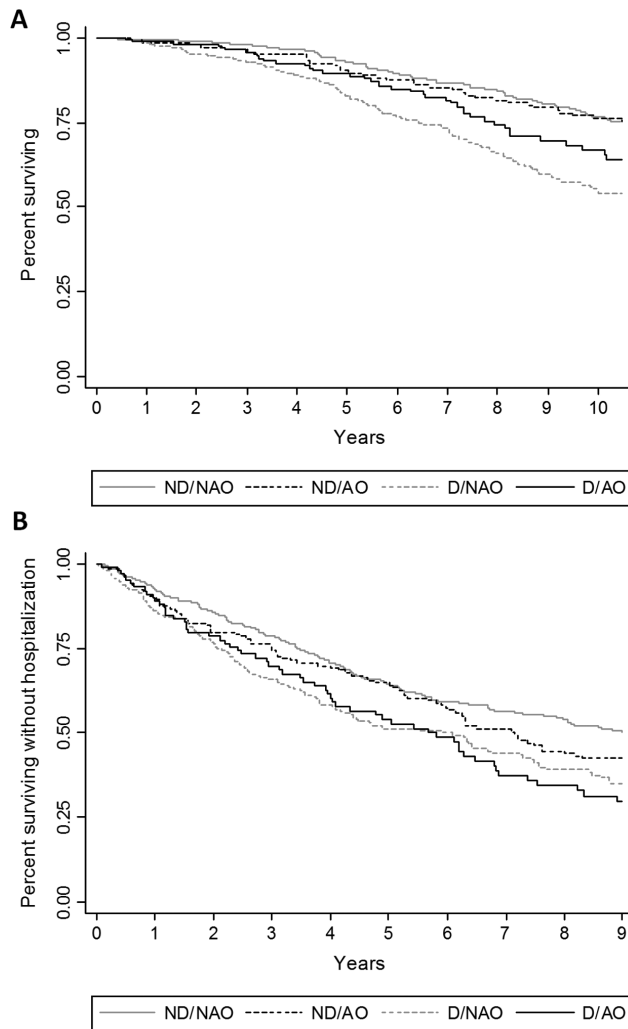 A
Percent surviving
1.00
0.75
0.50
0.25
0.00
0 1 2 3 4 5 6 7 8 9 10
Years
ND/NAO ND/AO D/NAO D/AO
B
Percent surviving without hospitalization
1.00
0.75
0.50
0.25
0.00
0 1 2 3 4 5 6 7 8 9
Years
ND/NAO ND/AO D/NAO D/AO